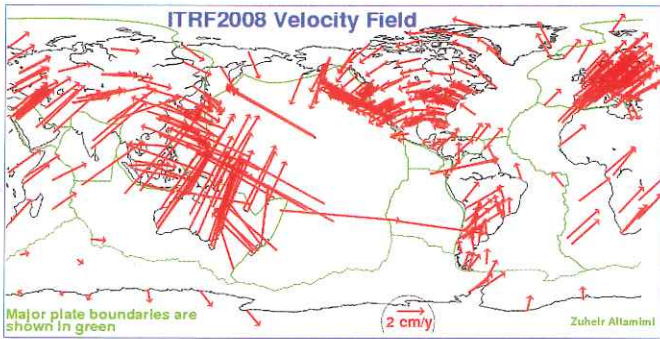 ITRF2008 Velocity Field
Major plate boundaries are
shown in green
2 cm/y
Zuheir Altamimi